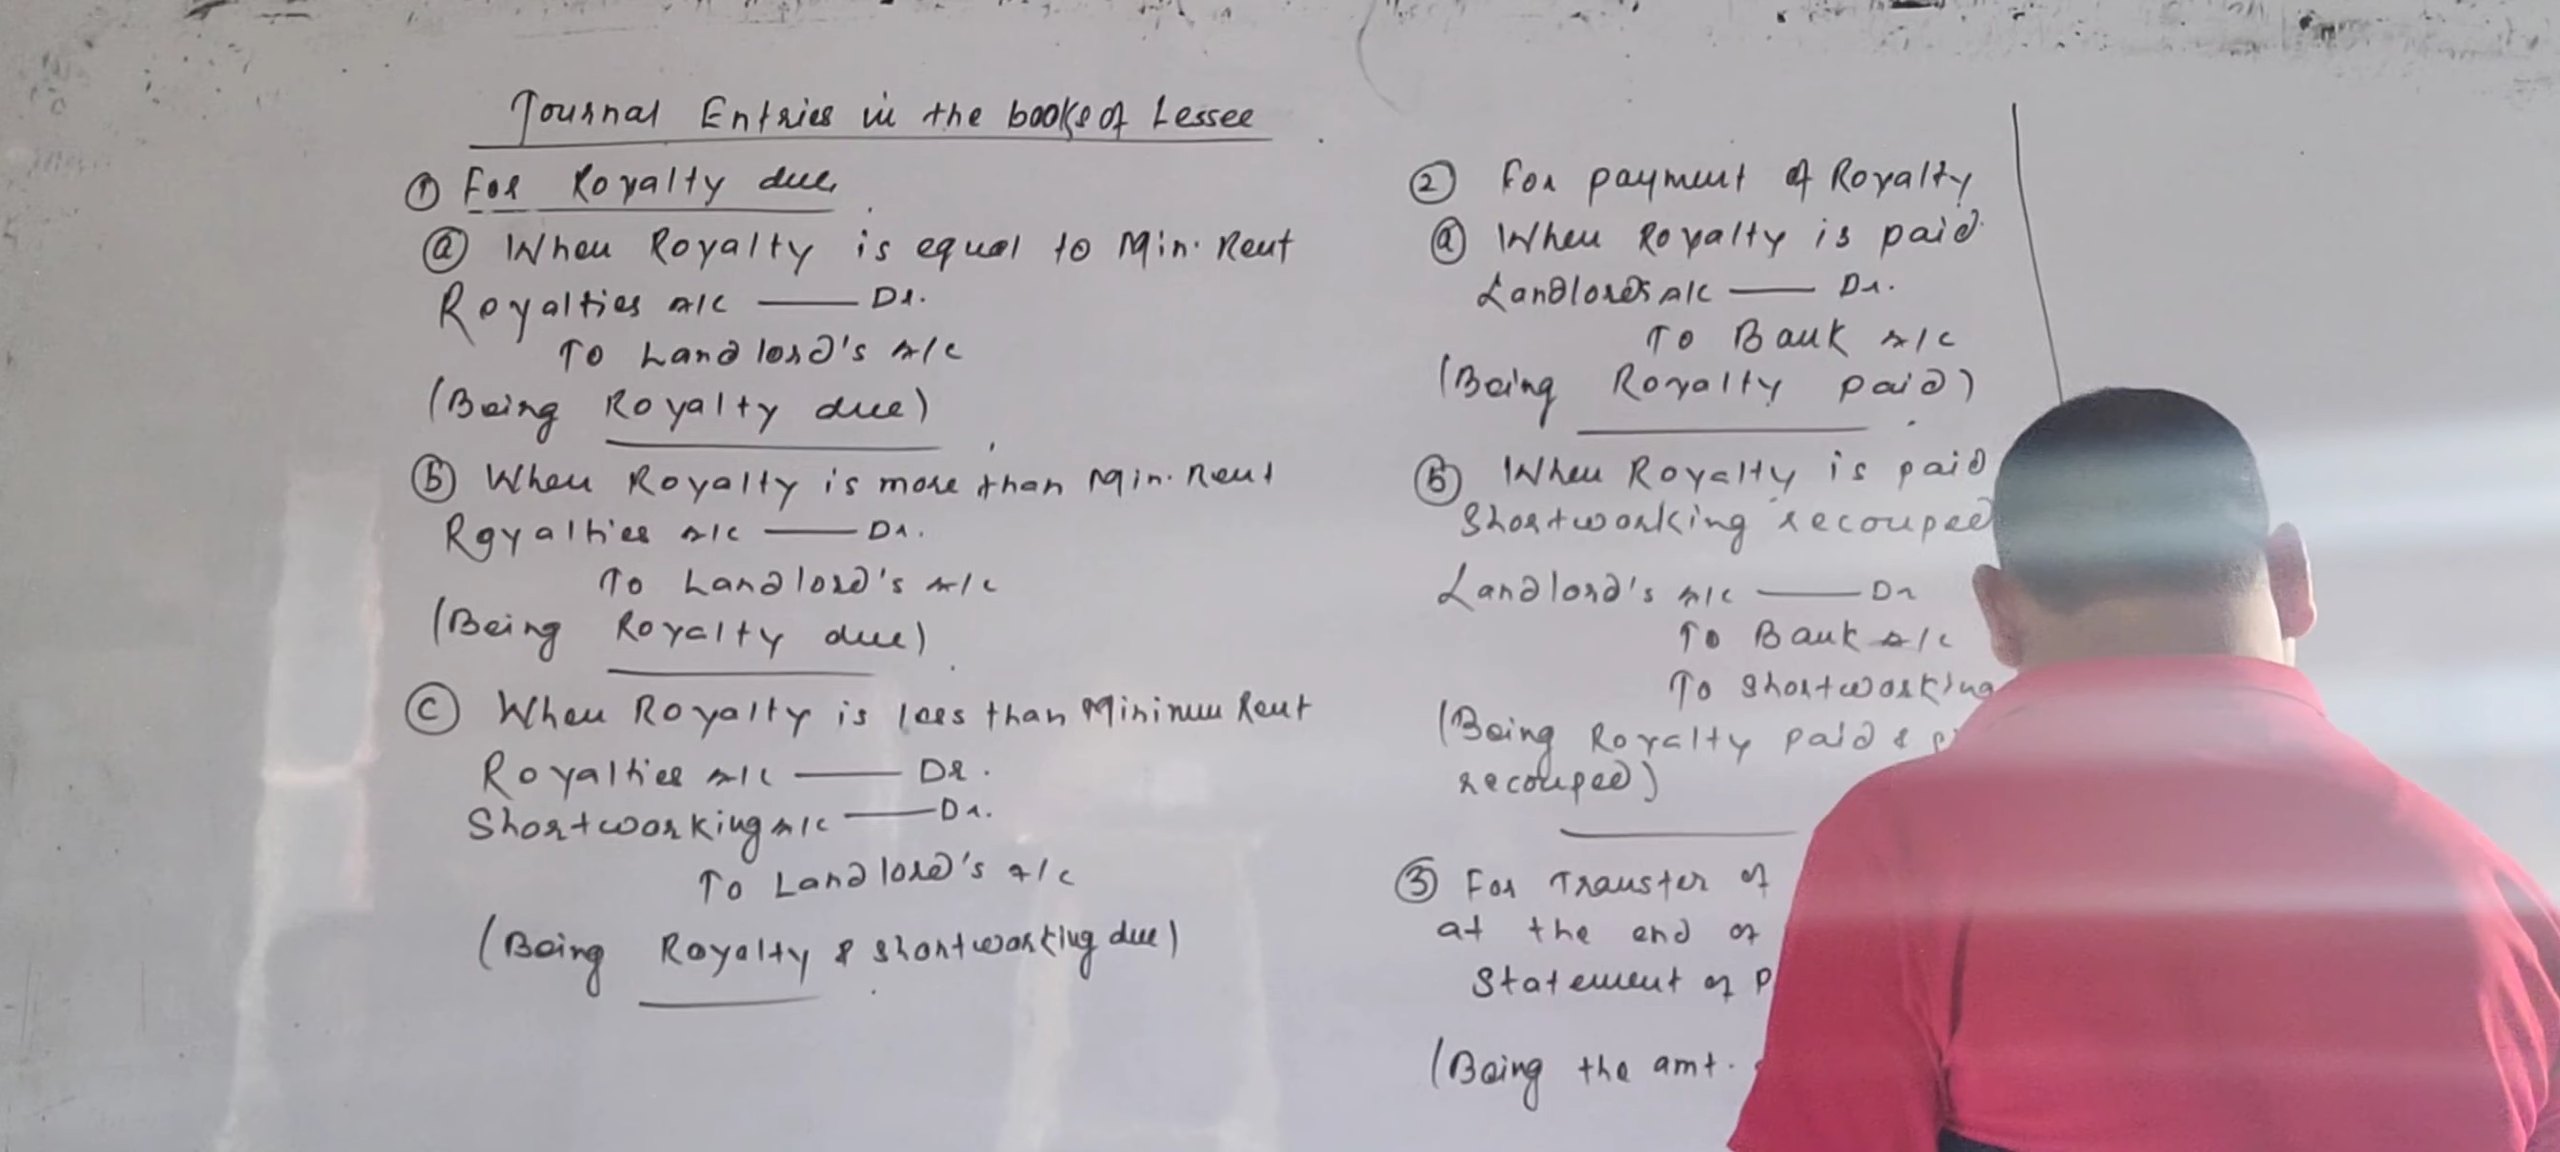 Journal Entries in the books of Lessee
① For Royalty due
ⓐ When Royalty is equal to Min. Rent
Royalties A/C —— Dr.
To Landlord's A/C
(Being Royalty due)
ⓑ When Royalty is more than Min. Rent
Royalties A/C —— Dr.
To Landlord's A/C
(Being Royalty due)
ⓒ When Royalty is less than Minimum Rent
Royalties A/C —— Dr.
Shortworking A/C —— Dr.
To Landlord's A/C
(Being Royalty & shortworking due)
② For payment of Royalty
ⓐ When Royalty is paid
Landlord's A/C —— Dr.
To Bank A/C
(Being Royalty paid)
ⓑ When Royalty is paid
Shortworking recouped
Landlord's A/C —— Dr
To Bank A/C
To Shortworking
(Being Royalty paid &
recouped)
③ For Transfer of
at the end of
Statement of P
(Being the amt.